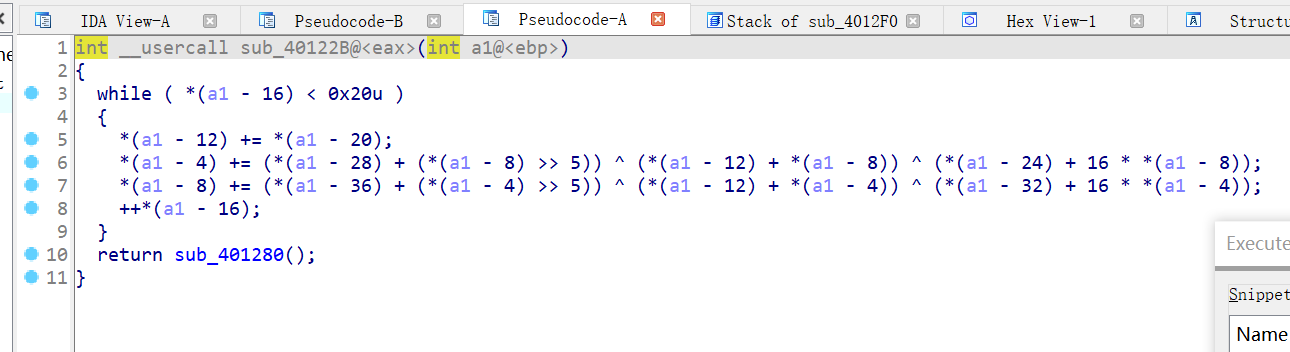 IDA View-A Pseudocode-B Pseudocode-A Stack of sub_4012F0 Hex View-1 Structu
1 int __usercall sub_40122B@<eax>(int a1@<ebp>)
2 {
3 while ( *(a1 - 16) < 0x20u )
4 {
5 *(a1 - 12) += *(a1 - 20);
6 *(a1 - 4) += (*(a1 - 28) + (*(a1 - 8) >> 5)) ^ (*(a1 - 12) + *(a1 - 8)) ^ (*(a1 - 24) + 16 * *(a1 - 8));
7 *(a1 - 8) += (*(a1 - 36) + (*(a1 - 4) >> 5)) ^ (*(a1 - 12) + *(a1 - 4)) ^ (*(a1 - 32) + 16 * *(a1 - 4));
8 ++*(a1 - 16);
9 }
10 return sub_401280();
11 }
Execute
Snippet
Name